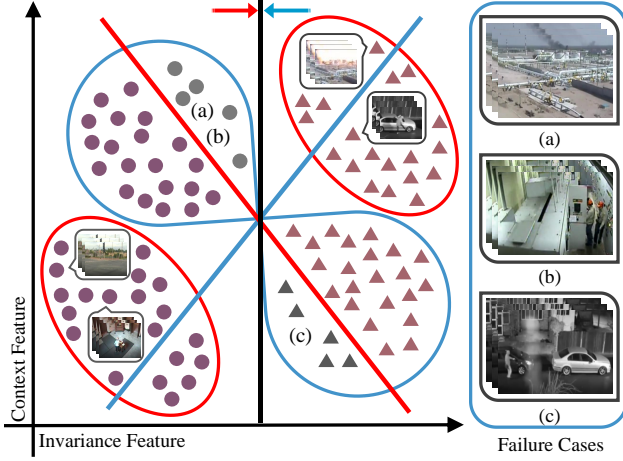 (a)
(b)
(c)
Context Feature
Invariance Feature
(a)
(b)
(c)
Failure Cases